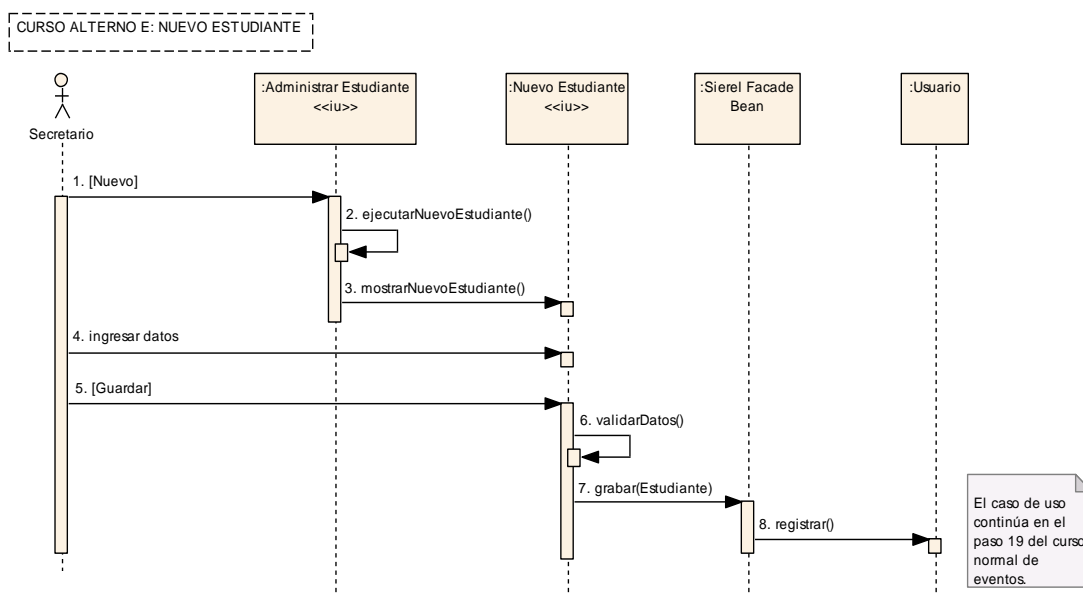 CURSO ALTERNO E: NUEVO ESTUDIANTE
Secretario
:Administrar Estudiante
<<iu>>
:Nuevo Estudiante
<<iu>>
:Sierel Facade
Bean
:Usuario
1. [Nuevo]
2. ejecutarNuevoEstudiante()
3. mostrarNuevoEstudiante()
4. ingresar datos
5. [Guardar]
6. validarDatos()
7. grabar(Estudiante)
8. registrar()
El caso de uso
continúa en el
paso 19 del curso
normal de
eventos.